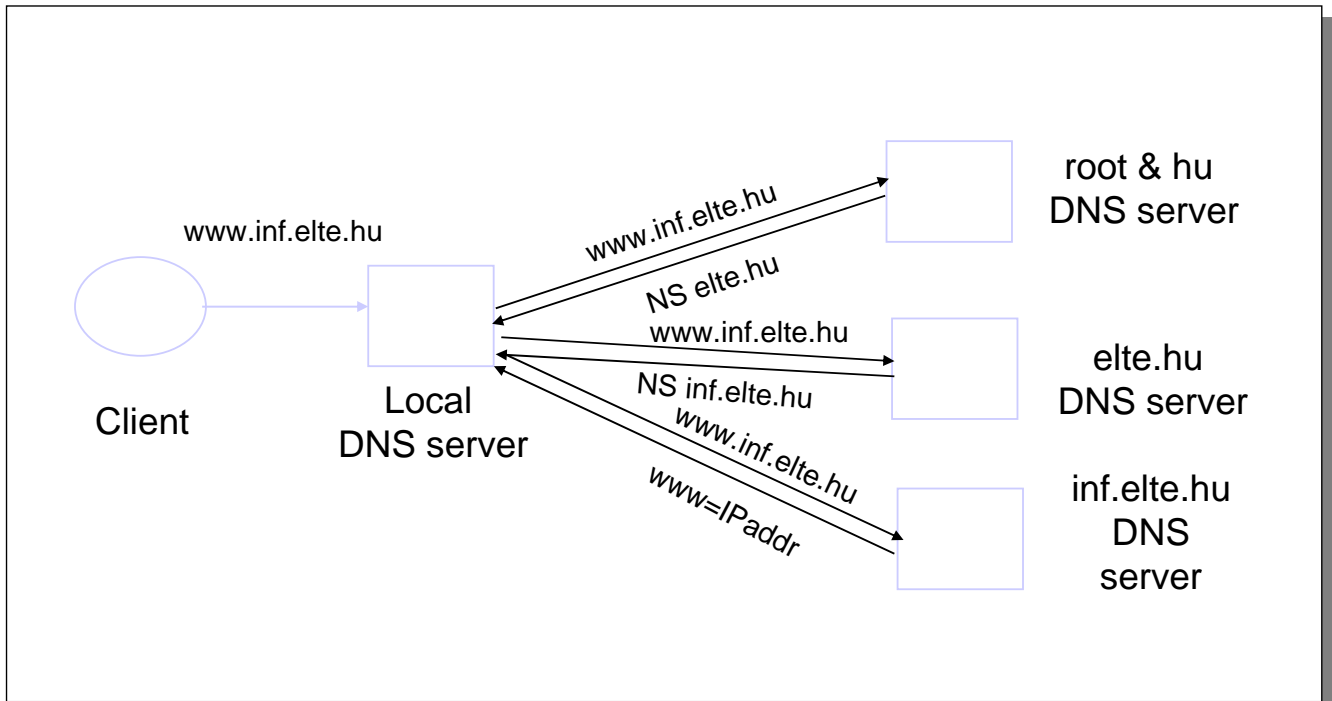 www.inf.elte.hu
Client
Local
DNS server
www.inf.elte.hu
NS elte.hu
www.inf.elte.hu
NS inf.elte.hu
www.inf.elte.hu
www=IPaddr
root & hu
DNS server
elte.hu
DNS server
inf.elte.hu
DNS
server